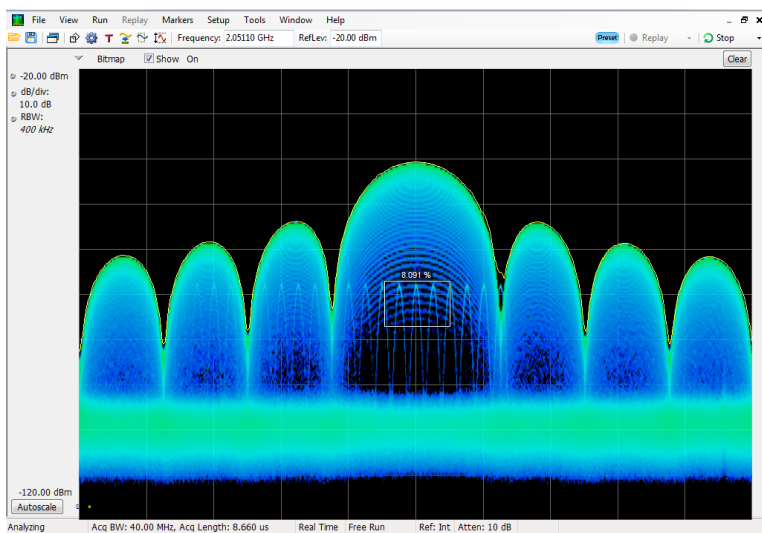 File View Run Replay Markers Setup Tools Window Help
Frequency: 2.05110 GHz RefLev: -20.00 dBm Preset Replay Stop
Bitmap Show On Clear
-20.00 dBm
dB/div:
10.0 dB
RBW:
400 kHz
8.091 %
-120.00 dBm
Autoscale
Analyzing Acq BW: 40.00 MHz, Acq Length: 8.660 us Real Time Free Run Ref: Int Atten: 10 dB